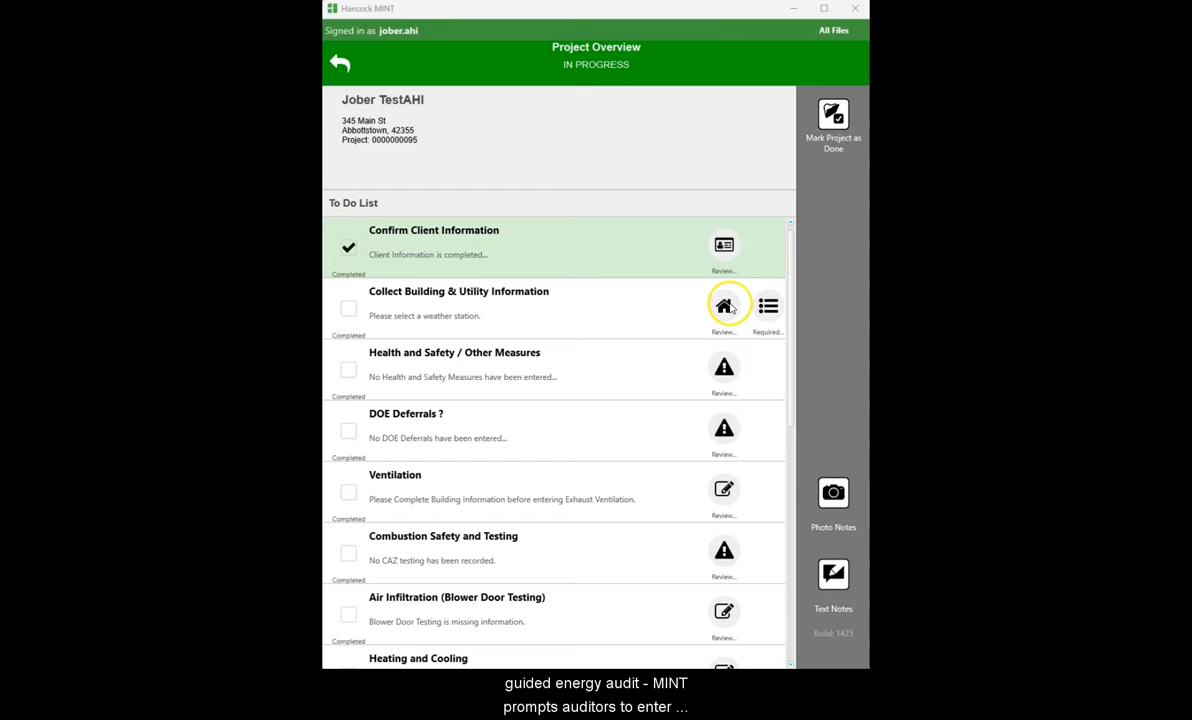 Hancock MINT
Signed in as jober.ahi
All Files
Project Overview
IN PROGRESS
Jober TestAHI
345 Main St
Abbottstown, 42355
Project: 0000000095
Mark Project as
Done
To Do List
Confirm Client Information
Client Information is completed...
Completed
Review...
Collect Building & Utility Information
Please select a weather station.
Completed
Review...
Required...
Health and Safety / Other Measures
No Health and Safety Measures have been entered...
Completed
Review...
DOE Deferrals ?
No DOE Deferrals have been entered...
Completed
Review...
Ventilation
Please Complete Building Information before entering Exhaust Ventilation.
Completed
Review...
Combustion Safety and Testing
No CAZ testing has been recorded.
Completed
Review...
Air Infiltration (Blower Door Testing)
Blower Door Testing is missing information.
Completed
Review...
Heating and Cooling
Photo Notes
Text Notes
Build: 1425
guided energy audit - MINT
prompts auditors to enter ...